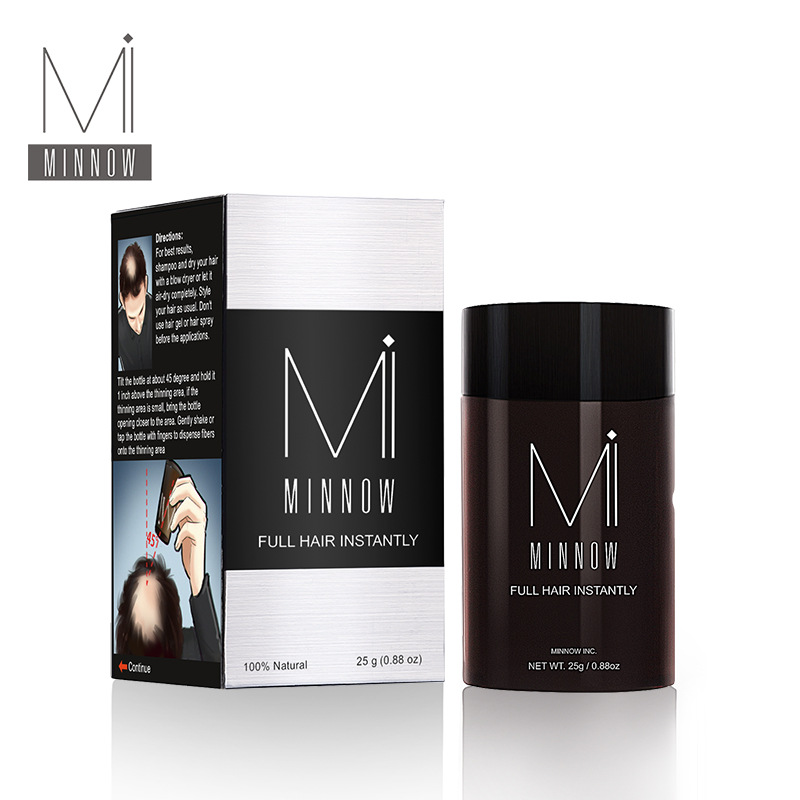 Mi
MINNOW
Directions:
For best results,
shampoo and dry your hair
with a blow dryer or let it
air-dry completely. Style
your hair as usual. Don't
use hair gel or hair spray
before the applications.
Tilt the bottle at about 45 degree and hold it
1 inch above the thinning area, if the
thinning area is small, bring the bottle
opening closer to the area. Gently shake or
tap the bottle with fingers to dispense fibers
onto the thinning area
45°
Continue
Mi
MINNOW
FULL HAIR INSTANTLY
100% Natural
25 g (0.88 oz)
Mi
MINNOW
FULL HAIR INSTANTLY
MINNOW INC.
NET WT. 25g / 0.88oz